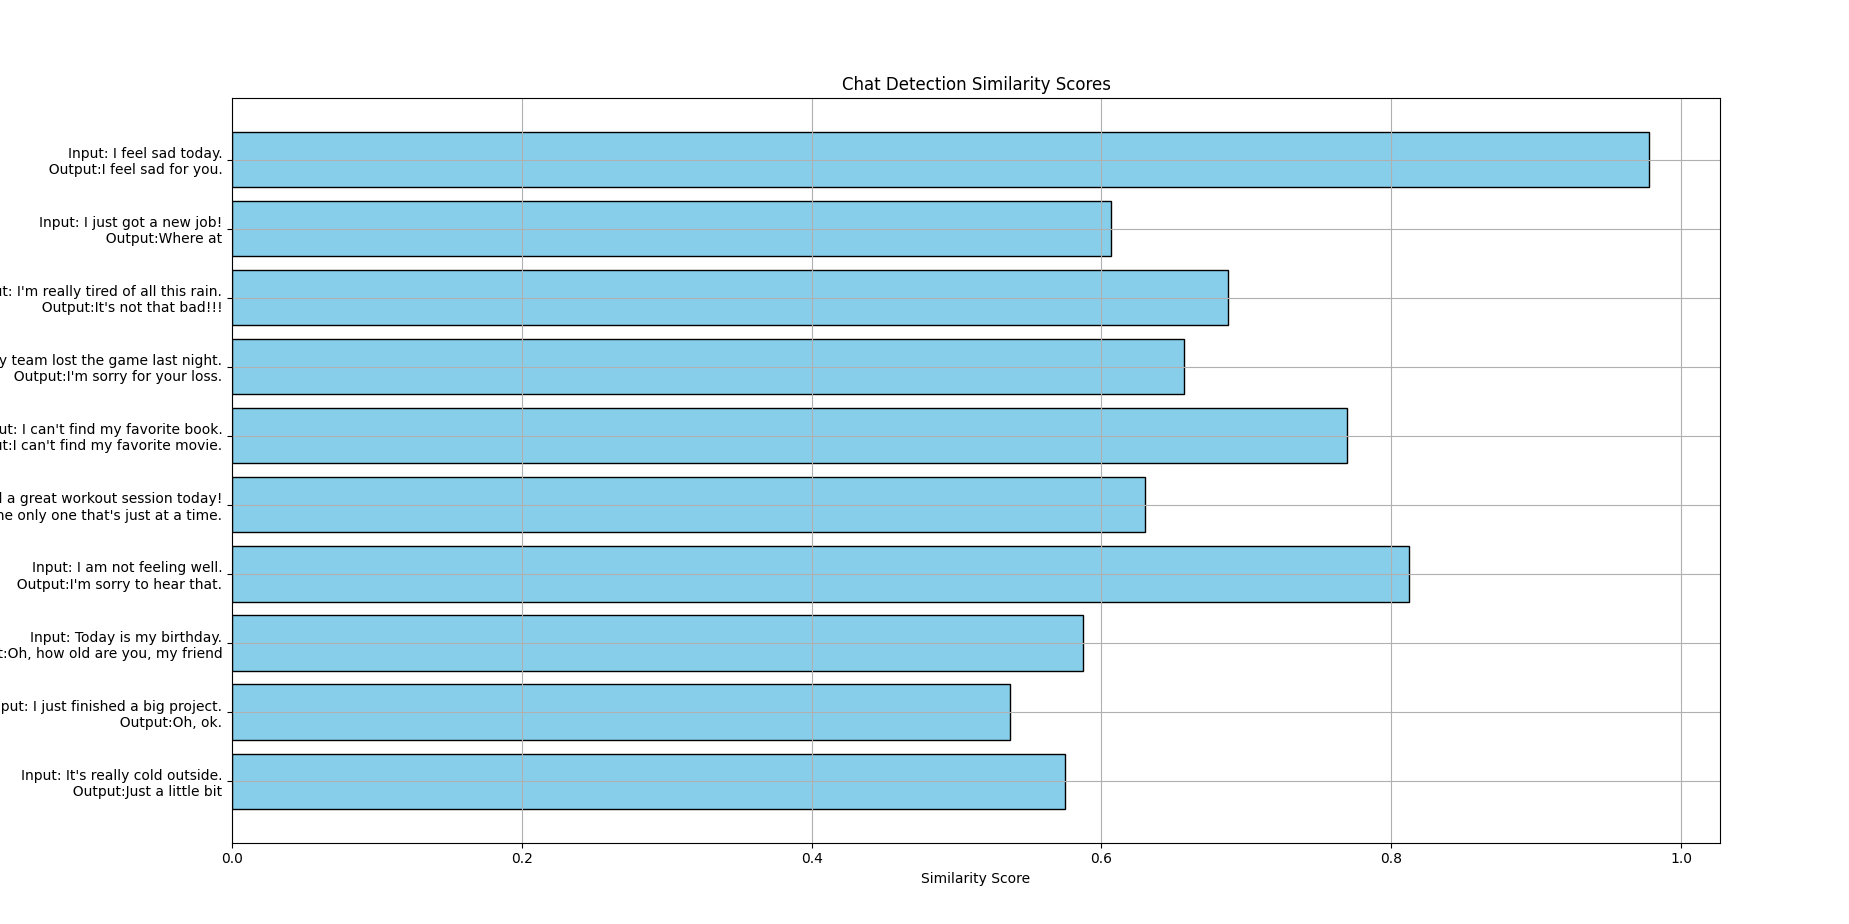 Chat Detection Similarity Scores
Input: I feel sad today.
Output:I feel sad for you.
Input: I just got a new job!
Output:Where at
t: I'm really tired of all this rain.
Output:It's not that bad!!!
y team lost the game last night.
Output:I'm sorry for your loss.
ut: I can't find my favorite book.
t:I can't find my favorite movie.
a great workout session today!
only one that's just at a time.
Input: I am not feeling well.
Output:I'm sorry to hear that.
Input: Today is my birthday.
t:Oh, how old are you, my friend
put: I just finished a big project.
Output:Oh, ok.
Input: It's really cold outside.
Output:Just a little bit
0.0 0.2 0.4 0.6 0.8 1.0
Similarity Score